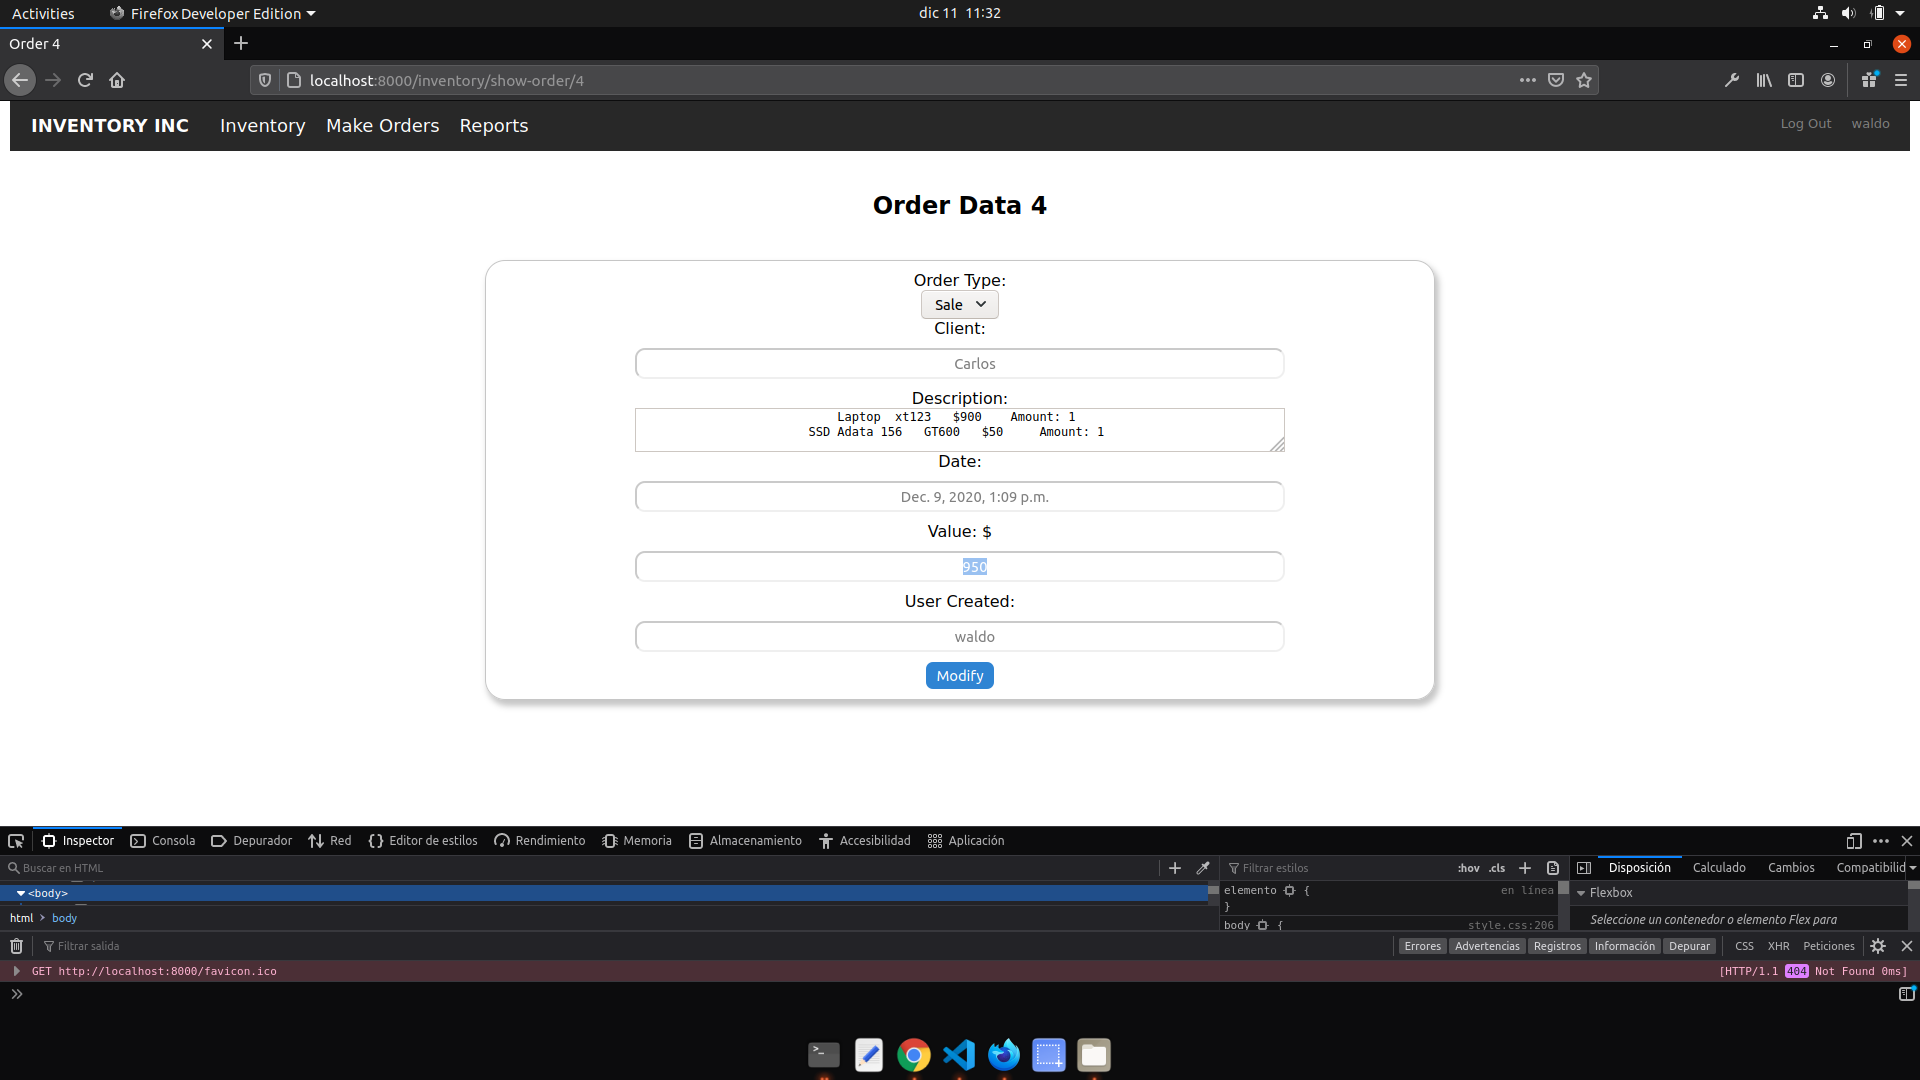 Activities Firefox Developer Edition dic 11 11:32
Order 4
localhost:8000/inventory/show-order/4
INVENTORY INC Inventory Make Orders Reports Log Out waldo
Order Data 4
Order Type:
Sale
Client:
Carlos
Description:
Laptop xt123 $900 Amount: 1
SSD Adata 156 GT600 $50 Amount: 1
Date:
Dec. 9, 2020, 1:09 p.m.
Value: $
950
User Created:
waldo
Modify
Inspector Consola Depurador Red Editor de estilos Rendimiento Memoria Almacenamiento Accesibilidad Aplicación
Buscar en HTML Filtrar estilos :hov .cls Disposición Calculado Cambios Compatibilid
<body> elemento { en línea Flexbox
}
html > body Seleccione un contenedor o elemento Flex para
body { style.css:206
Filtrar salida Errores Advertencias Registros Información Depurar CSS XHR Peticiones
GET http://localhost:8000/favicon.ico [HTTP/1.1 404 Not Found 0ms]